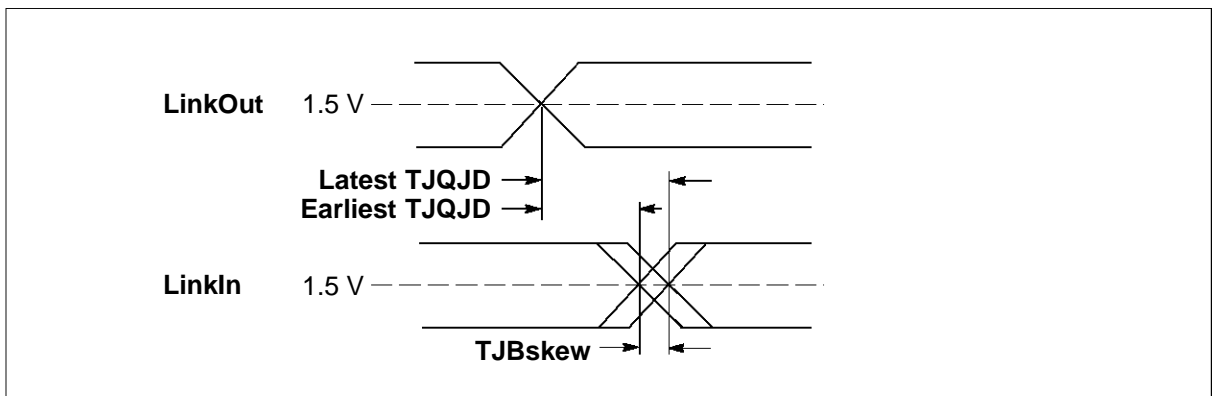 LinkOut 1.5 V
Latest TJQJD
Earliest TJQJD
LinkIn 1.5 V
TJBskew